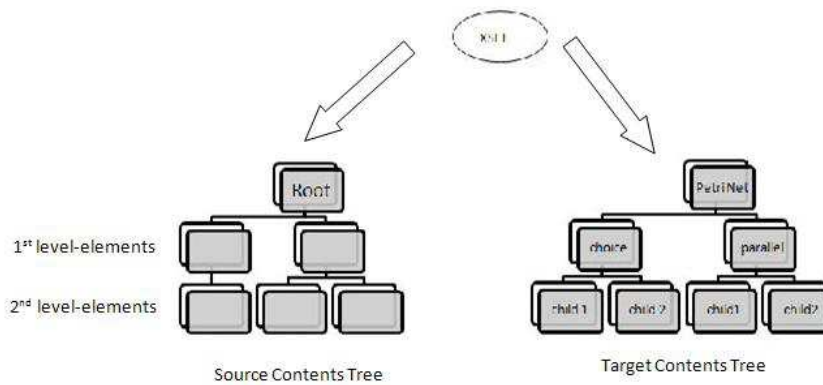 XSLT
Root
PetriNet
1st level-elements
choice
parallel
2nd level-elements
child 1
child 2
child1
child2
Source Contents Tree
Target Contents Tree